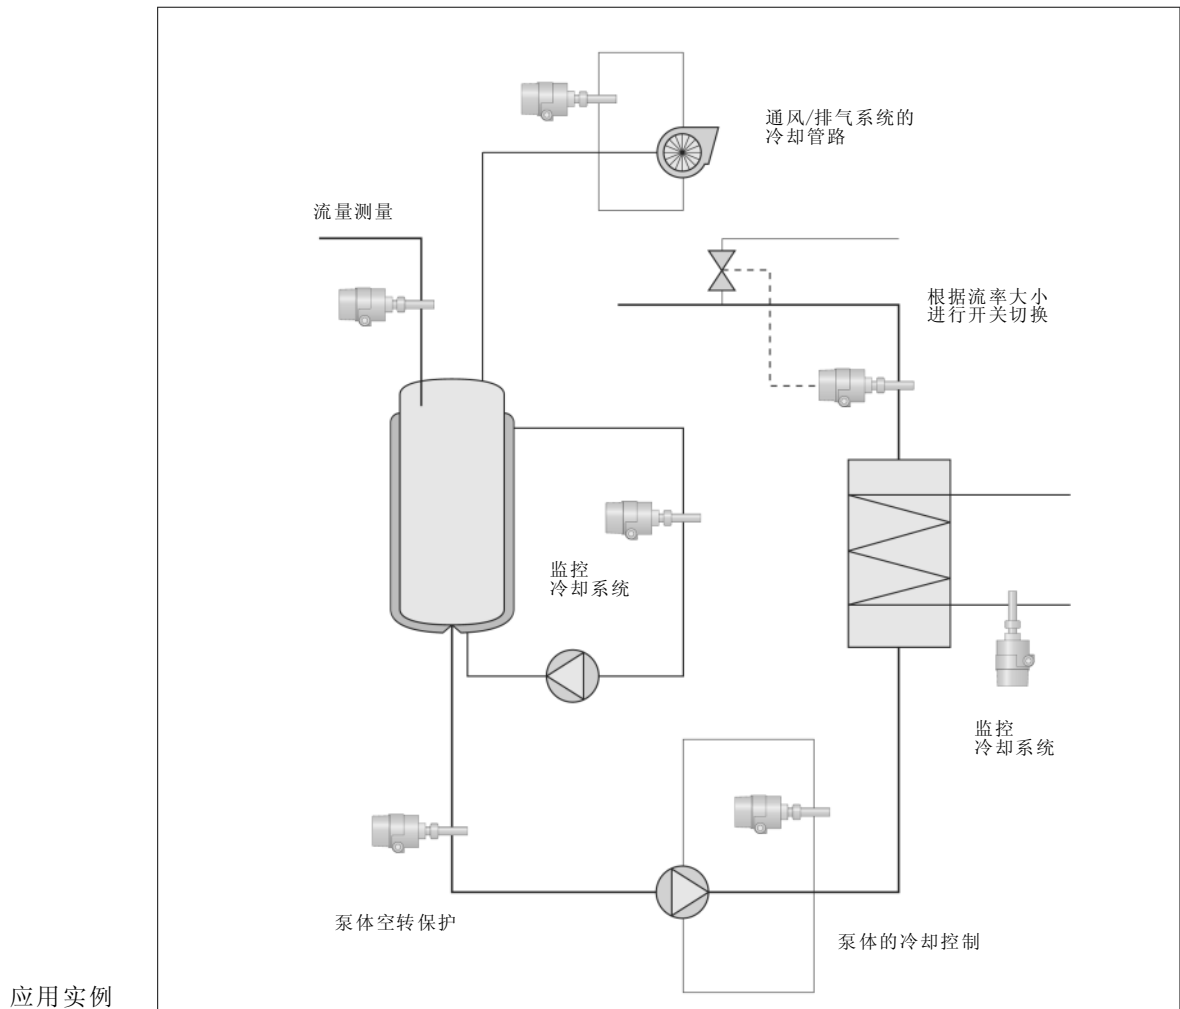 通风/排气系统的
冷却管路
流量测量
根据流率大小
进行开关切换
监控
冷却系统
监控
冷却系统
泵体空转保护
泵体的冷却控制
应用实例